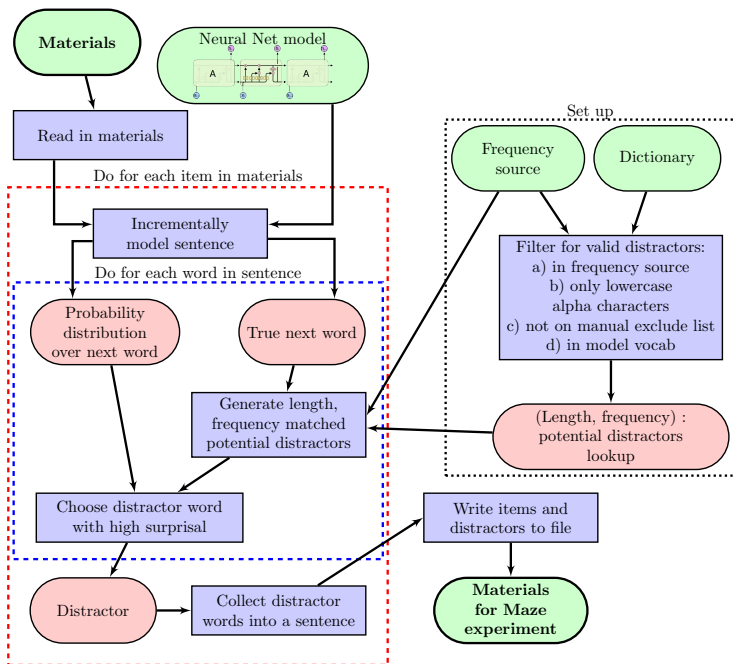 Materials
Neural Net model
A
A
Read in materials
Set up
Frequency
source
Dictionary
Do for each item in materials
Incrementally
model sentence
Filter for valid distractors:
a) in frequency source
b) only lowercase
alpha characters
c) not on manual exclude list
d) in model vocab
Do for each word in sentence
Probability
distribution
over next word
True next word
Generate length,
frequency matched
potential distractors
(Length, frequency) :
potential distractors
lookup
Choose distractor word
with high surprisal
Write items and
distractors to file
Distractor
Collect distractor
words into a sentence
Materials
for Maze
experiment